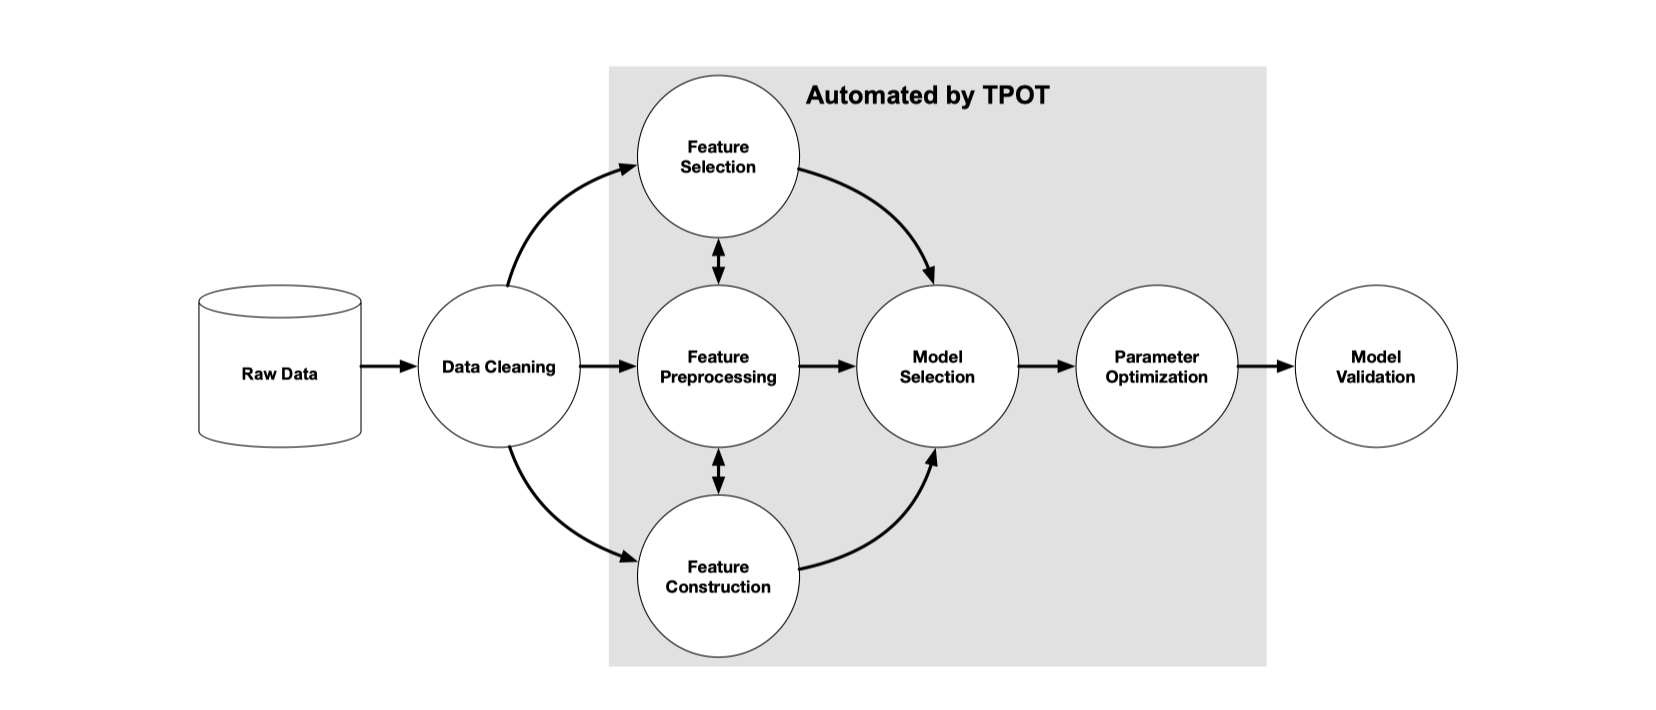 Automated by TPOT
Feature
Selection
Raw Data
Data Cleaning
Feature
Preprocessing
Model
Selection
Parameter
Optimization
Model
Validation
Feature
Construction